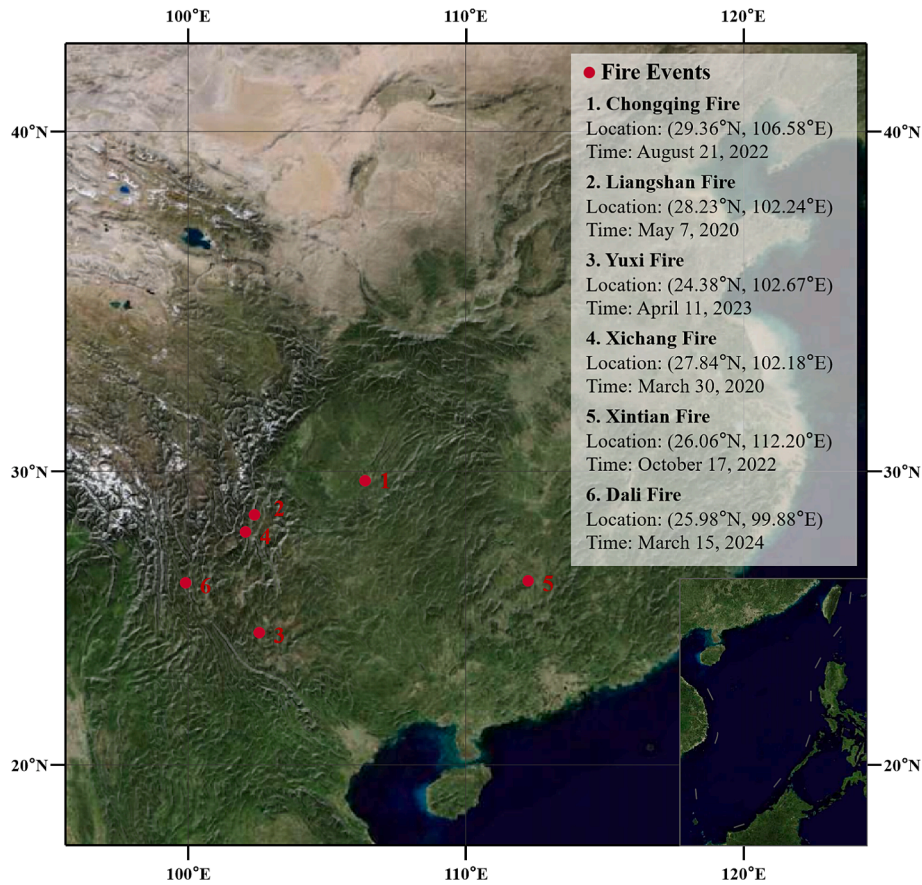 100°E 110°E 120°E
Fire Events
1. Chongqing Fire
40°N 40°N
Location: (29.36°N, 106.58°E)
Time: August 21, 2022
2. Liangshan Fire
Location: (28.23°N, 102.24°E)
Time: May 7, 2020
3. Yuxi Fire
Location: (24.38°N, 102.67°E)
Time: April 11, 2023
4. Xichang Fire
Location: (27.84°N, 102.18°E)
Time: March 30, 2020
5. Xintian Fire
Location: (26.06°N, 112.20°E)
Time: October 17, 2022
30°N 30°N
1
6. Dali Fire
2
Location: (25.98°N, 99.88°E)
4
Time: March 15, 2024
6 5
3
20°N 20°N
100°E 110°E 120°E